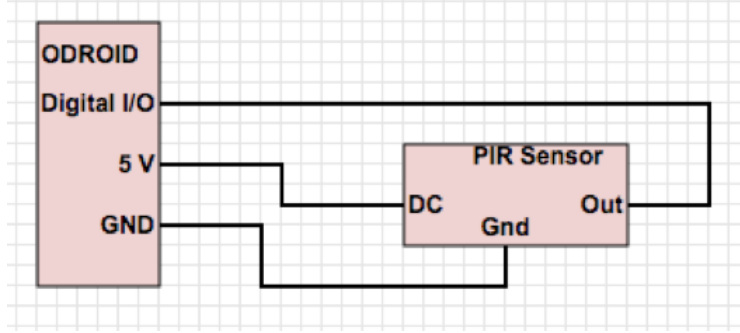 ODROID
Digital I/O
5 V
GND
PIR Sensor
DC
Out
Gnd